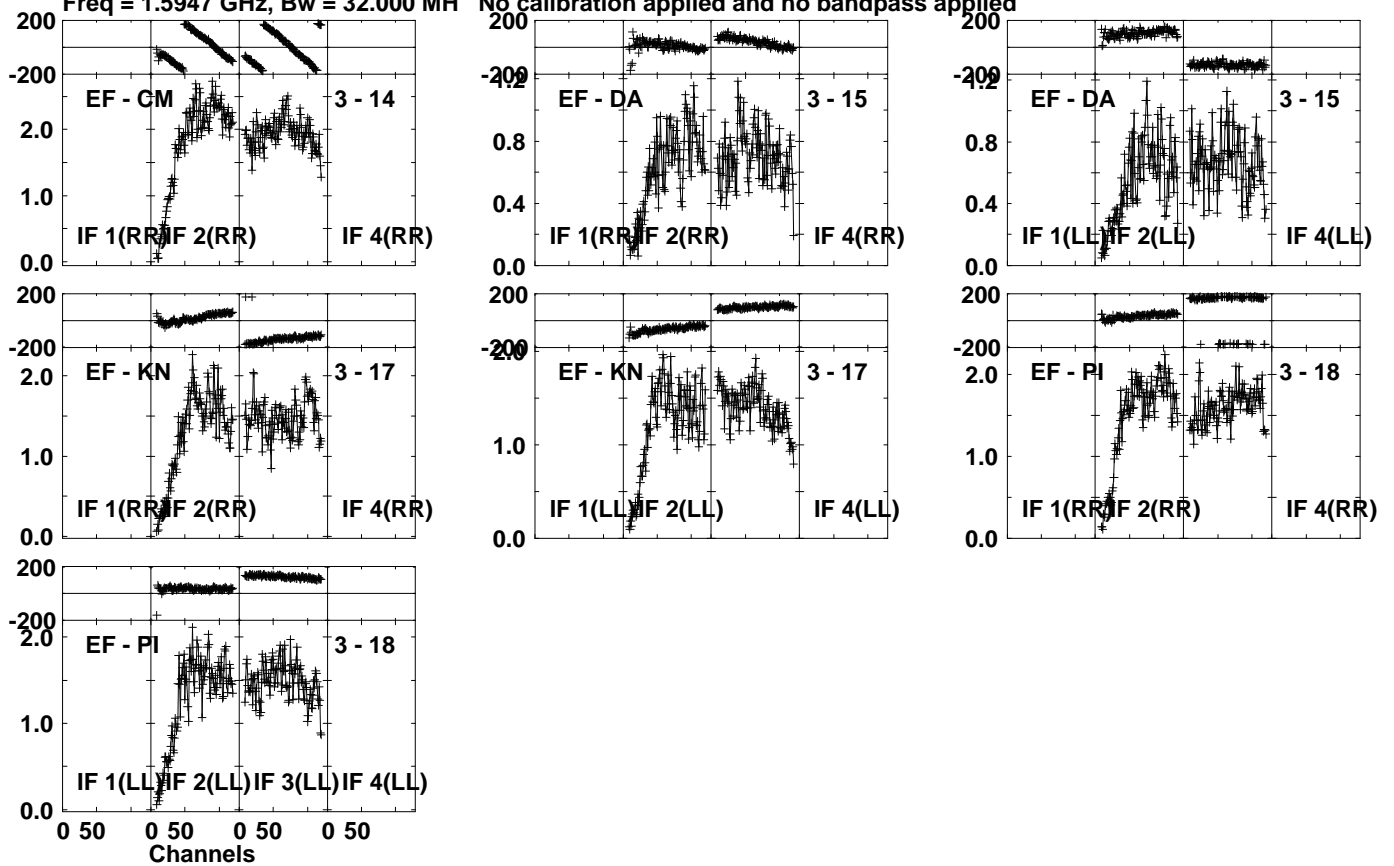 Freq = 1.5947 GHz, Bw = 32.000 MH No calibration applied and no bandpass applied
200
-200
EF - CM 3 - 14
2.0
1.0
0.0
IF 1(RR) IF 2(RR) IF 4(RR)
200
-200
1.2
EF - DA 3 - 15
0.8
0.4
0.0
IF 1(RR) IF 2(RR) IF 4(RR)
200
-200
1.2
EF - DA 3 - 15
0.8
0.4
0.0
IF 1(LL) IF 2(LL) IF 4(LL)
200
-200
EF - KN 3 - 17
2.0
1.0
0.0
IF 1(RR) IF 2(RR) IF 4(RR)
200
-200
2.0
EF - KN 3 - 17
1.0
0.0
IF 1(LL) IF 2(LL) IF 4(LL)
200
-200
EF - PI 3 - 18
2.0
1.0
0.0
IF 1(RR) IF 2(RR) IF 4(RR)
200
-200
EF - PI 3 - 18
2.0
1.0
0.0
IF 1(LL) IF 2(LL) IF 3(LL) IF 4(LL)
0 50 0 50 0 50 0 50
Channels